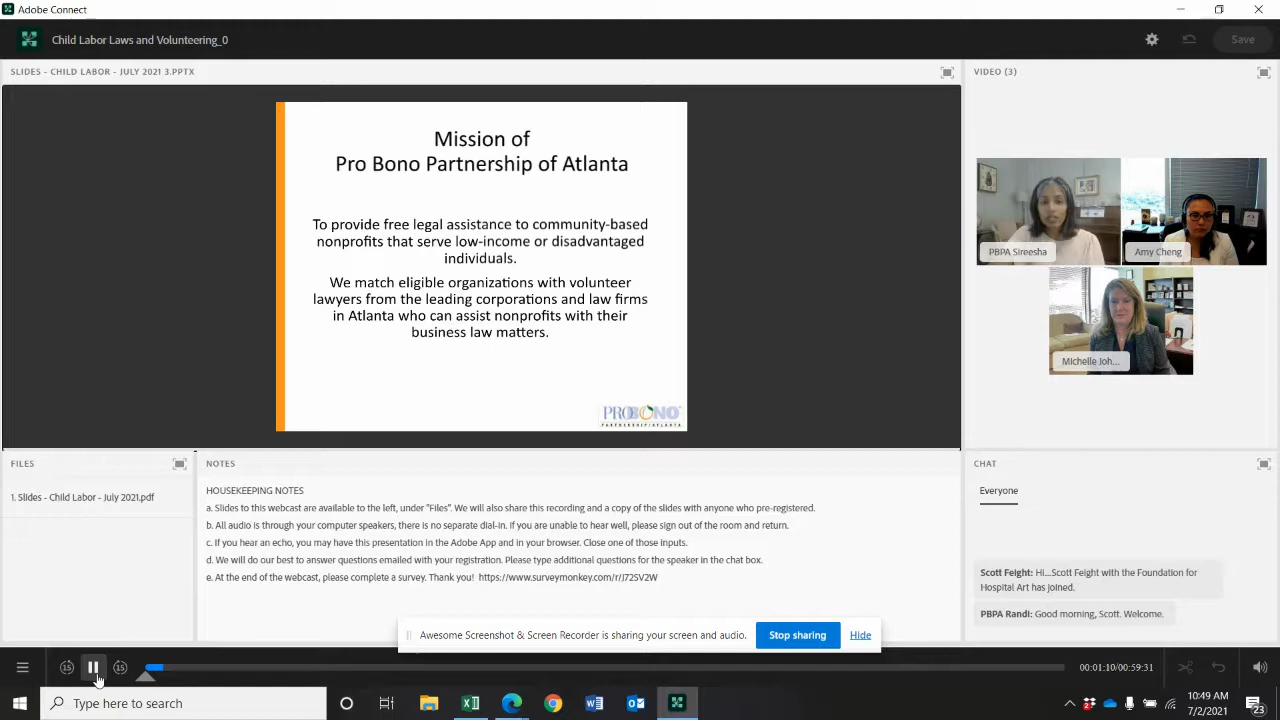 Adobe Connect
Child Labor Laws and Volunteering_0
Save
SLIDES - CHILD LABOR - JULY 2021 3.PPTX
VIDEO (3)
Mission of
Pro Bono Partnership of Atlanta
To provide free legal assistance to community-based
nonprofits that serve low-income or disadvantaged
individuals.
We match eligible organizations with volunteer
lawyers from the leading corporations and law firms
in Atlanta who can assist nonprofits with their
business law matters.
PROBONO
PARTNERSHIP/ATLANTA
PBPA Sireesha
Amy Cheng
Michelle Joh...
FILES
1. Slides - Child Labor - July 2021.pdf
NOTES
HOUSEKEEPING NOTES
a. Slides to this webcast are available to the left, under "Files". We will also share this recording and a copy of the slides with anyone who pre-registered.
b. All audio is through your computer speakers, there is no separate dial-in. If you are unable to hear well, please sign out of the room and return.
c. If you hear an echo, you may have this presentation in the Adobe App and in your browser. Close one of those inputs.
d. We will do our best to answer questions emailed with your registration. Please type additional questions for the speaker in the chat box.
e. At the end of the webcast, please complete a survey. Thank you! https://www.surveymonkey.com/r/J72SV2W
CHAT
Everyone
Scott Feight: Hi....Scott Feight with the Foundation for
Hospital Art has joined.
PBPA Randi: Good morning, Scott. Welcome.
Awesome Screenshot & Screen Recorder is sharing your screen and audio.
Stop sharing
Hide
15
15
00:01:10/00:59:31
Type here to search
10:49 AM
7/2/2021
23